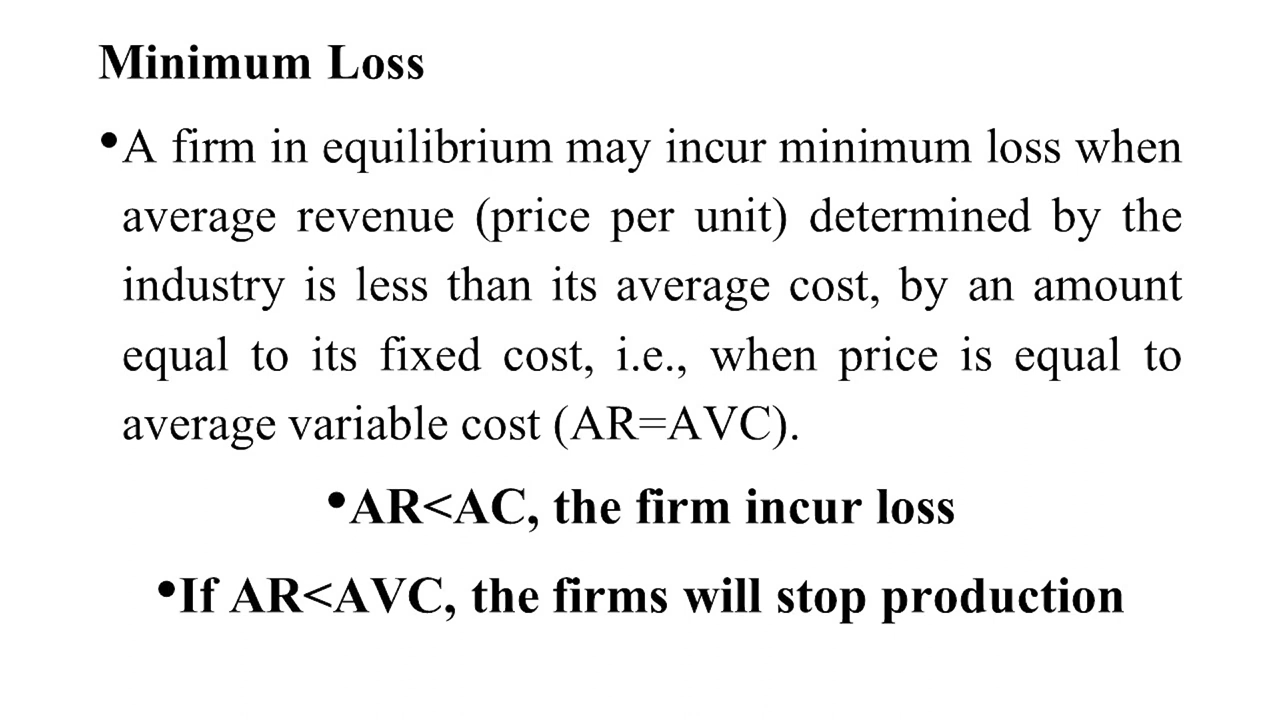 Minimum Loss
•A firm in equilibrium may incur minimum loss when
average revenue (price per unit) determined by the
industry is less than its average cost, by an amount
equal to its fixed cost, i.e., when price is equal to
average variable cost (AR=AVC).
•AR<AC, the firm incur loss
•If AR<AVC, the firms will stop production